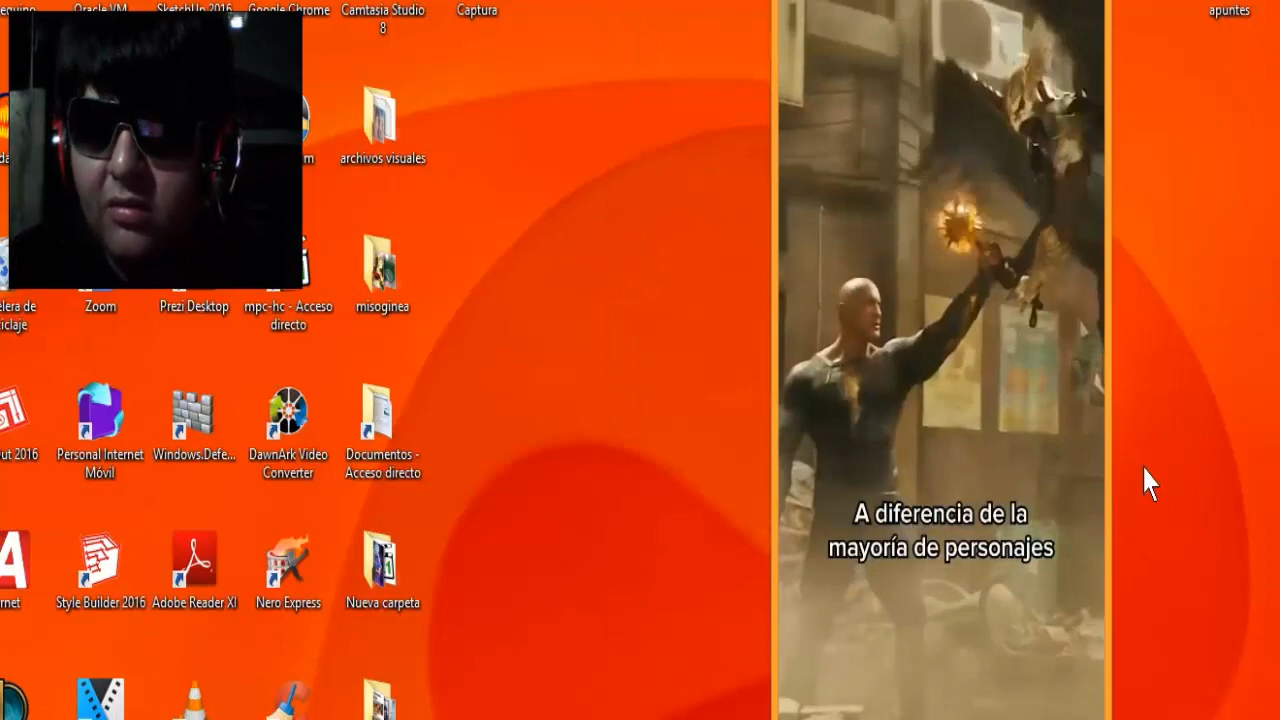 Oracle VM
SketchUp 2016
Google Chrome
Camtasia Studio
8
Captura
apuntes
archivos visuales
Zoom
Prezi Desktop
mpc-hc - Acceso
directo
misoginea
Personal Internet
Móvil
Windows.Defe...
DawnArk Video
Converter
Documentos -
Acceso directo
Style Builder 2016
Adobe Reader XI
Nero Express
Nueva carpeta
A diferencia de la
mayoría de personajes